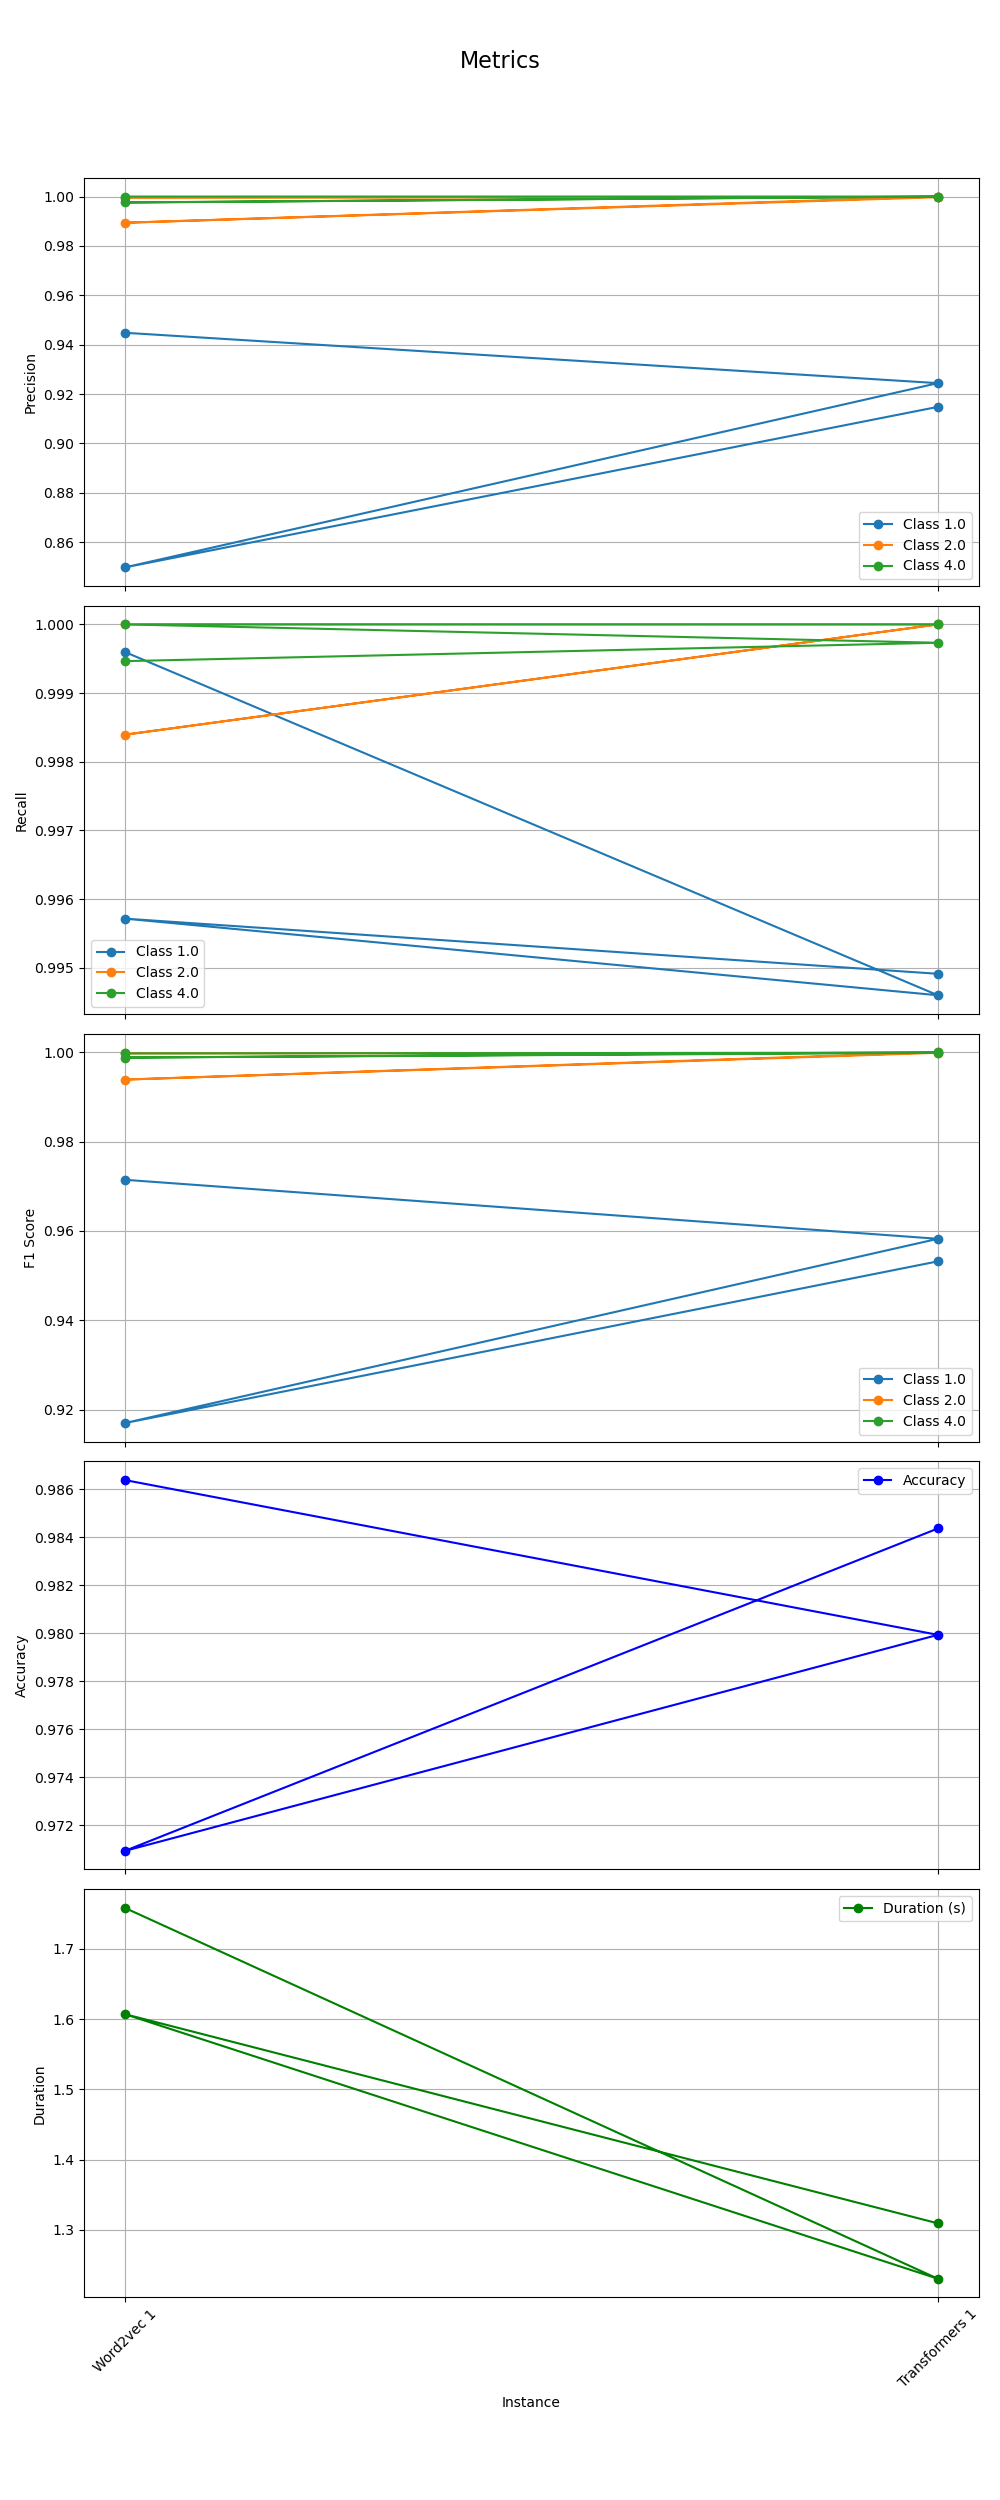 Metrics
1.00
0.98
0.96
0.94
0.92
0.90
0.88
0.86
Precision
Class 1.0
Class 2.0
Class 4.0
1.000
0.999
0.998
0.997
0.996
0.995
Recall
Class 1.0
Class 2.0
Class 4.0
1.00
0.98
0.96
0.94
0.92
F1 Score
Class 1.0
Class 2.0
Class 4.0
0.986
0.984
0.982
0.980
0.978
0.976
0.974
0.972
Accuracy
Accuracy
1.7
1.6
1.5
1.4
1.3
Duration
Duration (s)
Word2vec 1
Transformers 1
Instance